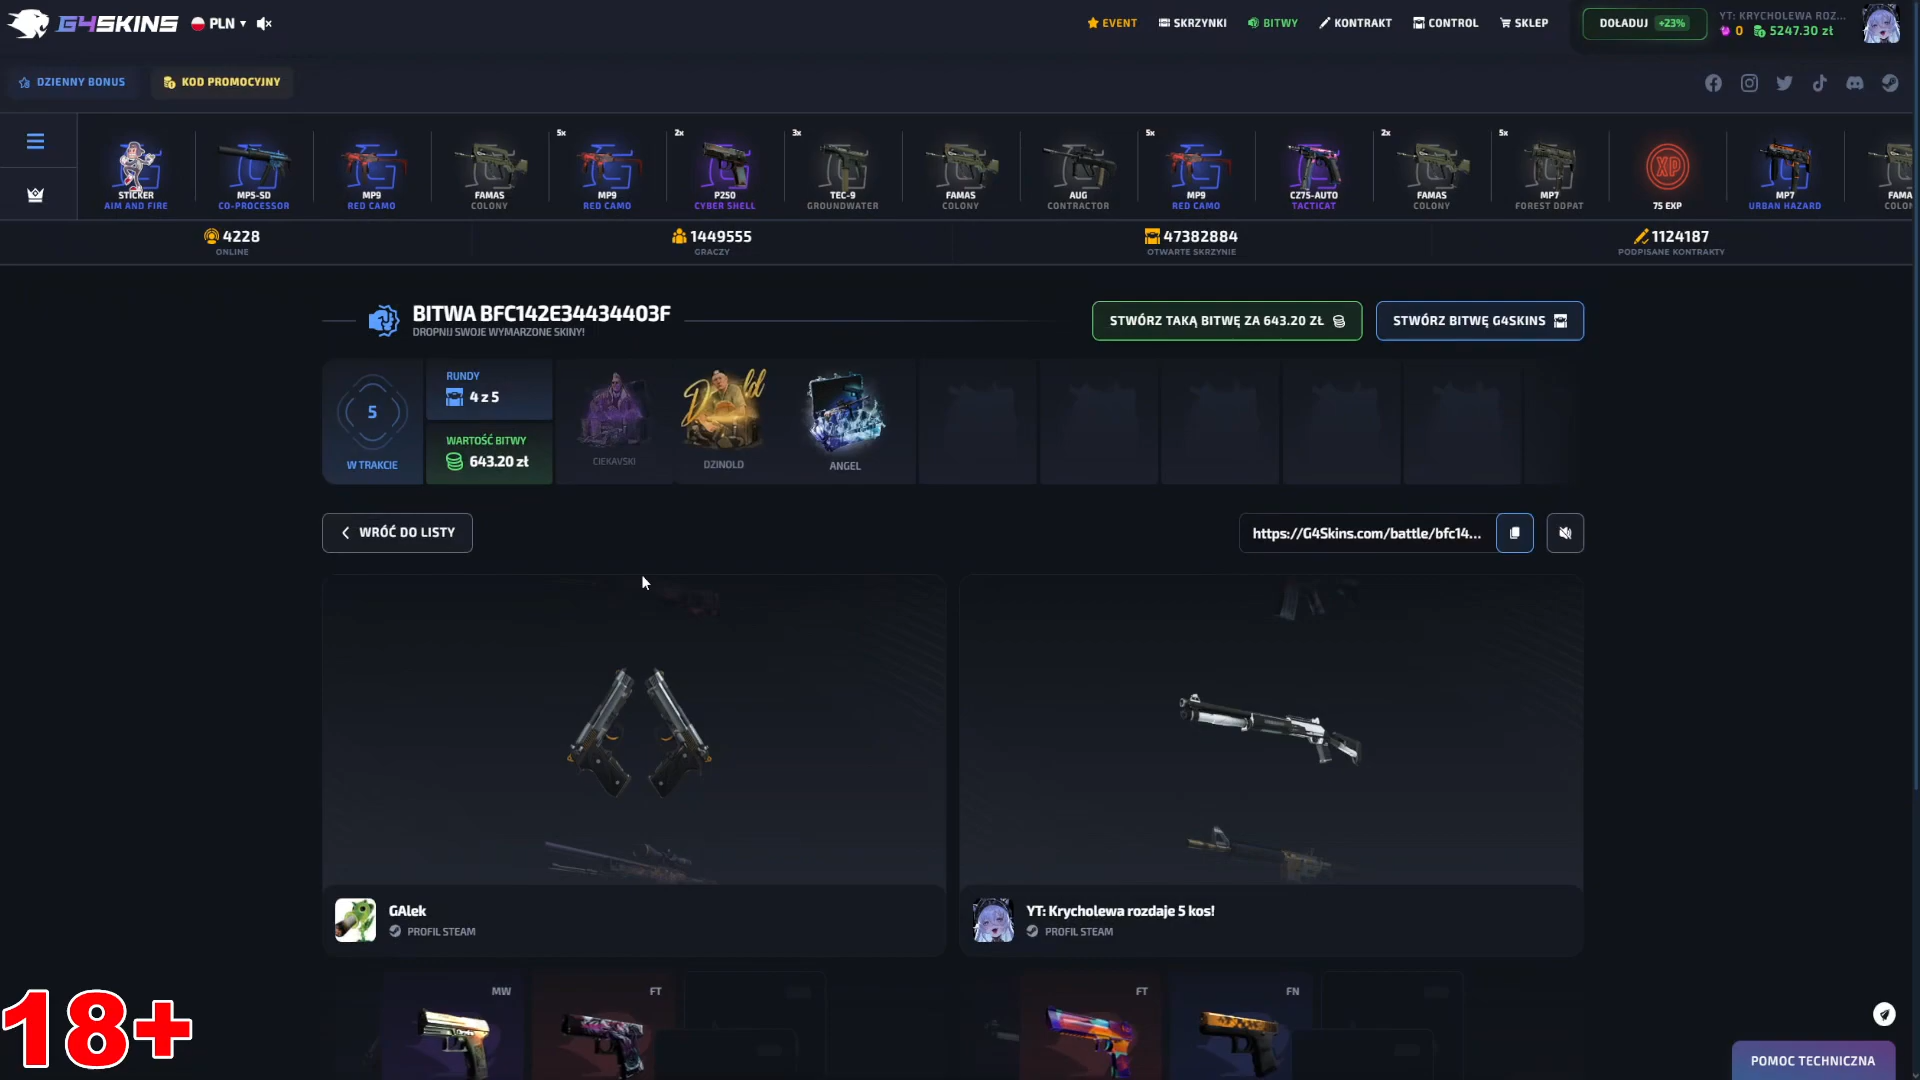 G4SKINS
PLN
EVENT
SKRZYNKI
BITWY
KONTRAKT
CONTROL
SKLEP
DOŁADUJ +23%
YT: KRYCHOLEWA ROZ...
0 5247.30 zł
DZIENNY BONUS
KOD PROMOCYJNY
STICKER
AIM AND FIRE
MP5-SD
CO-PROCESSOR
MP9
RED CAMO
FAMAS
COLONY
5x
MP9
RED CAMO
2x
P250
CYBER SHELL
3x
TEC-9
GROUNDWATER
FAMAS
COLONY
AUG
CONTRACTOR
5x
MP9
RED CAMO
CZ75-AUTO
TACTICAT
2x
FAMAS
COLONY
5x
MP7
FOREST DDPAT
XP
75 EXP
MP7
URBAN HAZARD
FAMA
COLON
4228
ONLINE
1449555
GRACZY
47382884
OTWARTE SKRZYNIE
1124187
PODPISANE KONTRAKTY
BITWA BFC142E34434403F
DROPNIJ SWOJE WYMARZONE SKINY!
STWÓRZ TAKĄ BITWĘ ZA 643.20 ZŁ
STWÓRZ BITWĘ G4SKINS
5
W TRAKCIE
RUNDY
4 z 5
WARTOŚĆ BITWY
643.20 zł
CIEKAVSKI
Dzinold
DZINOLD
ANGEL
WRÓĆ DO LISTY
https://G4Skins.com/battle/bfc14...
GAlek
PROFIL STEAM
YT: Krycholewa rozdaje 5 kos!
PROFIL STEAM
MW
FT
FT
FN
18+
POMOC TECHNICZNA